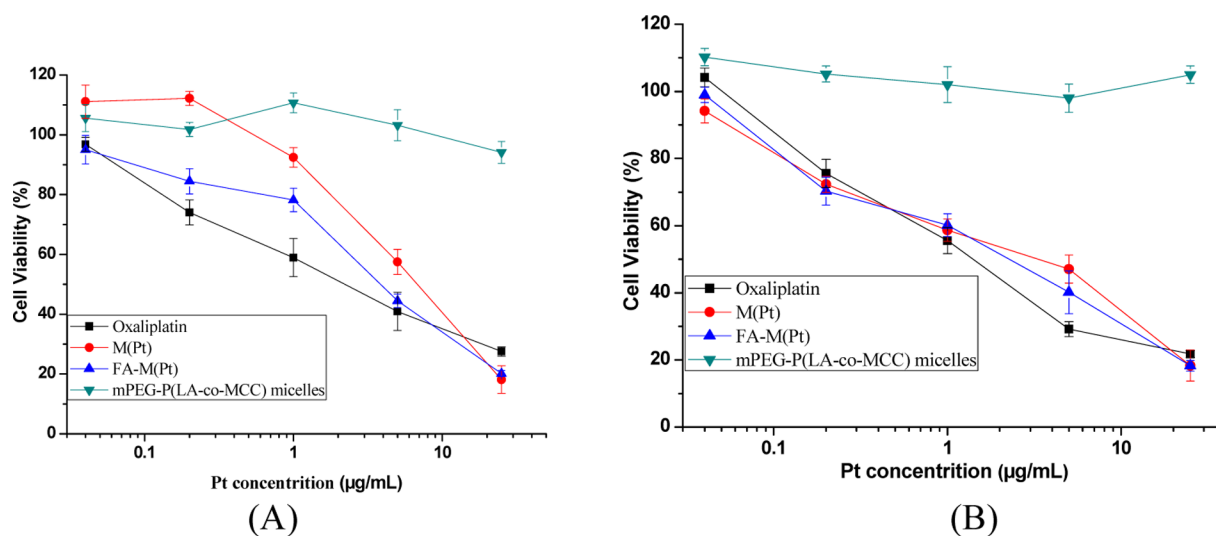 120
100
80
60
40
20
0
Cell Viability (%)
Oxaliplatin
M(Pt)
FA-M(Pt)
mPEG-P(LA-co-MCC) micelles
0.1
1
10
Pt concentrition (µg/mL)
(A)
120
100
80
60
40
20
0
Cell Viability (%)
Oxaliplatin
M(Pt)
FA-M(Pt)
mPEG-P(LA-co-MCC) micelles
0.1
1
10
Pt concentrition (µg/mL)
(B)